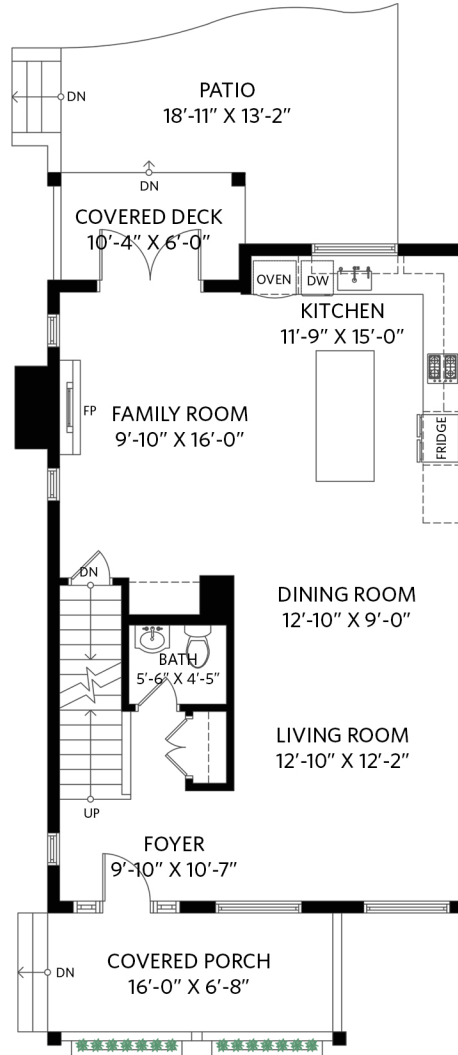 PATIO
18'-11" X 13'-2"
DN
DN
COVERED DECK
10'-4" X 6'-0"
OVEN
DW
KITCHEN
11'-9" X 15'-0"
FP
FAMILY ROOM
9'-10" X 16'-0"
FRIDGE
DN
DINING ROOM
12'-10" X 9'-0"
BATH
5'-6" X 4'-5"
LIVING ROOM
12'-10" X 12'-2"
UP
FOYER
9'-10" X 10'-7"
COVERED PORCH
16'-0" X 6'-8"
DN